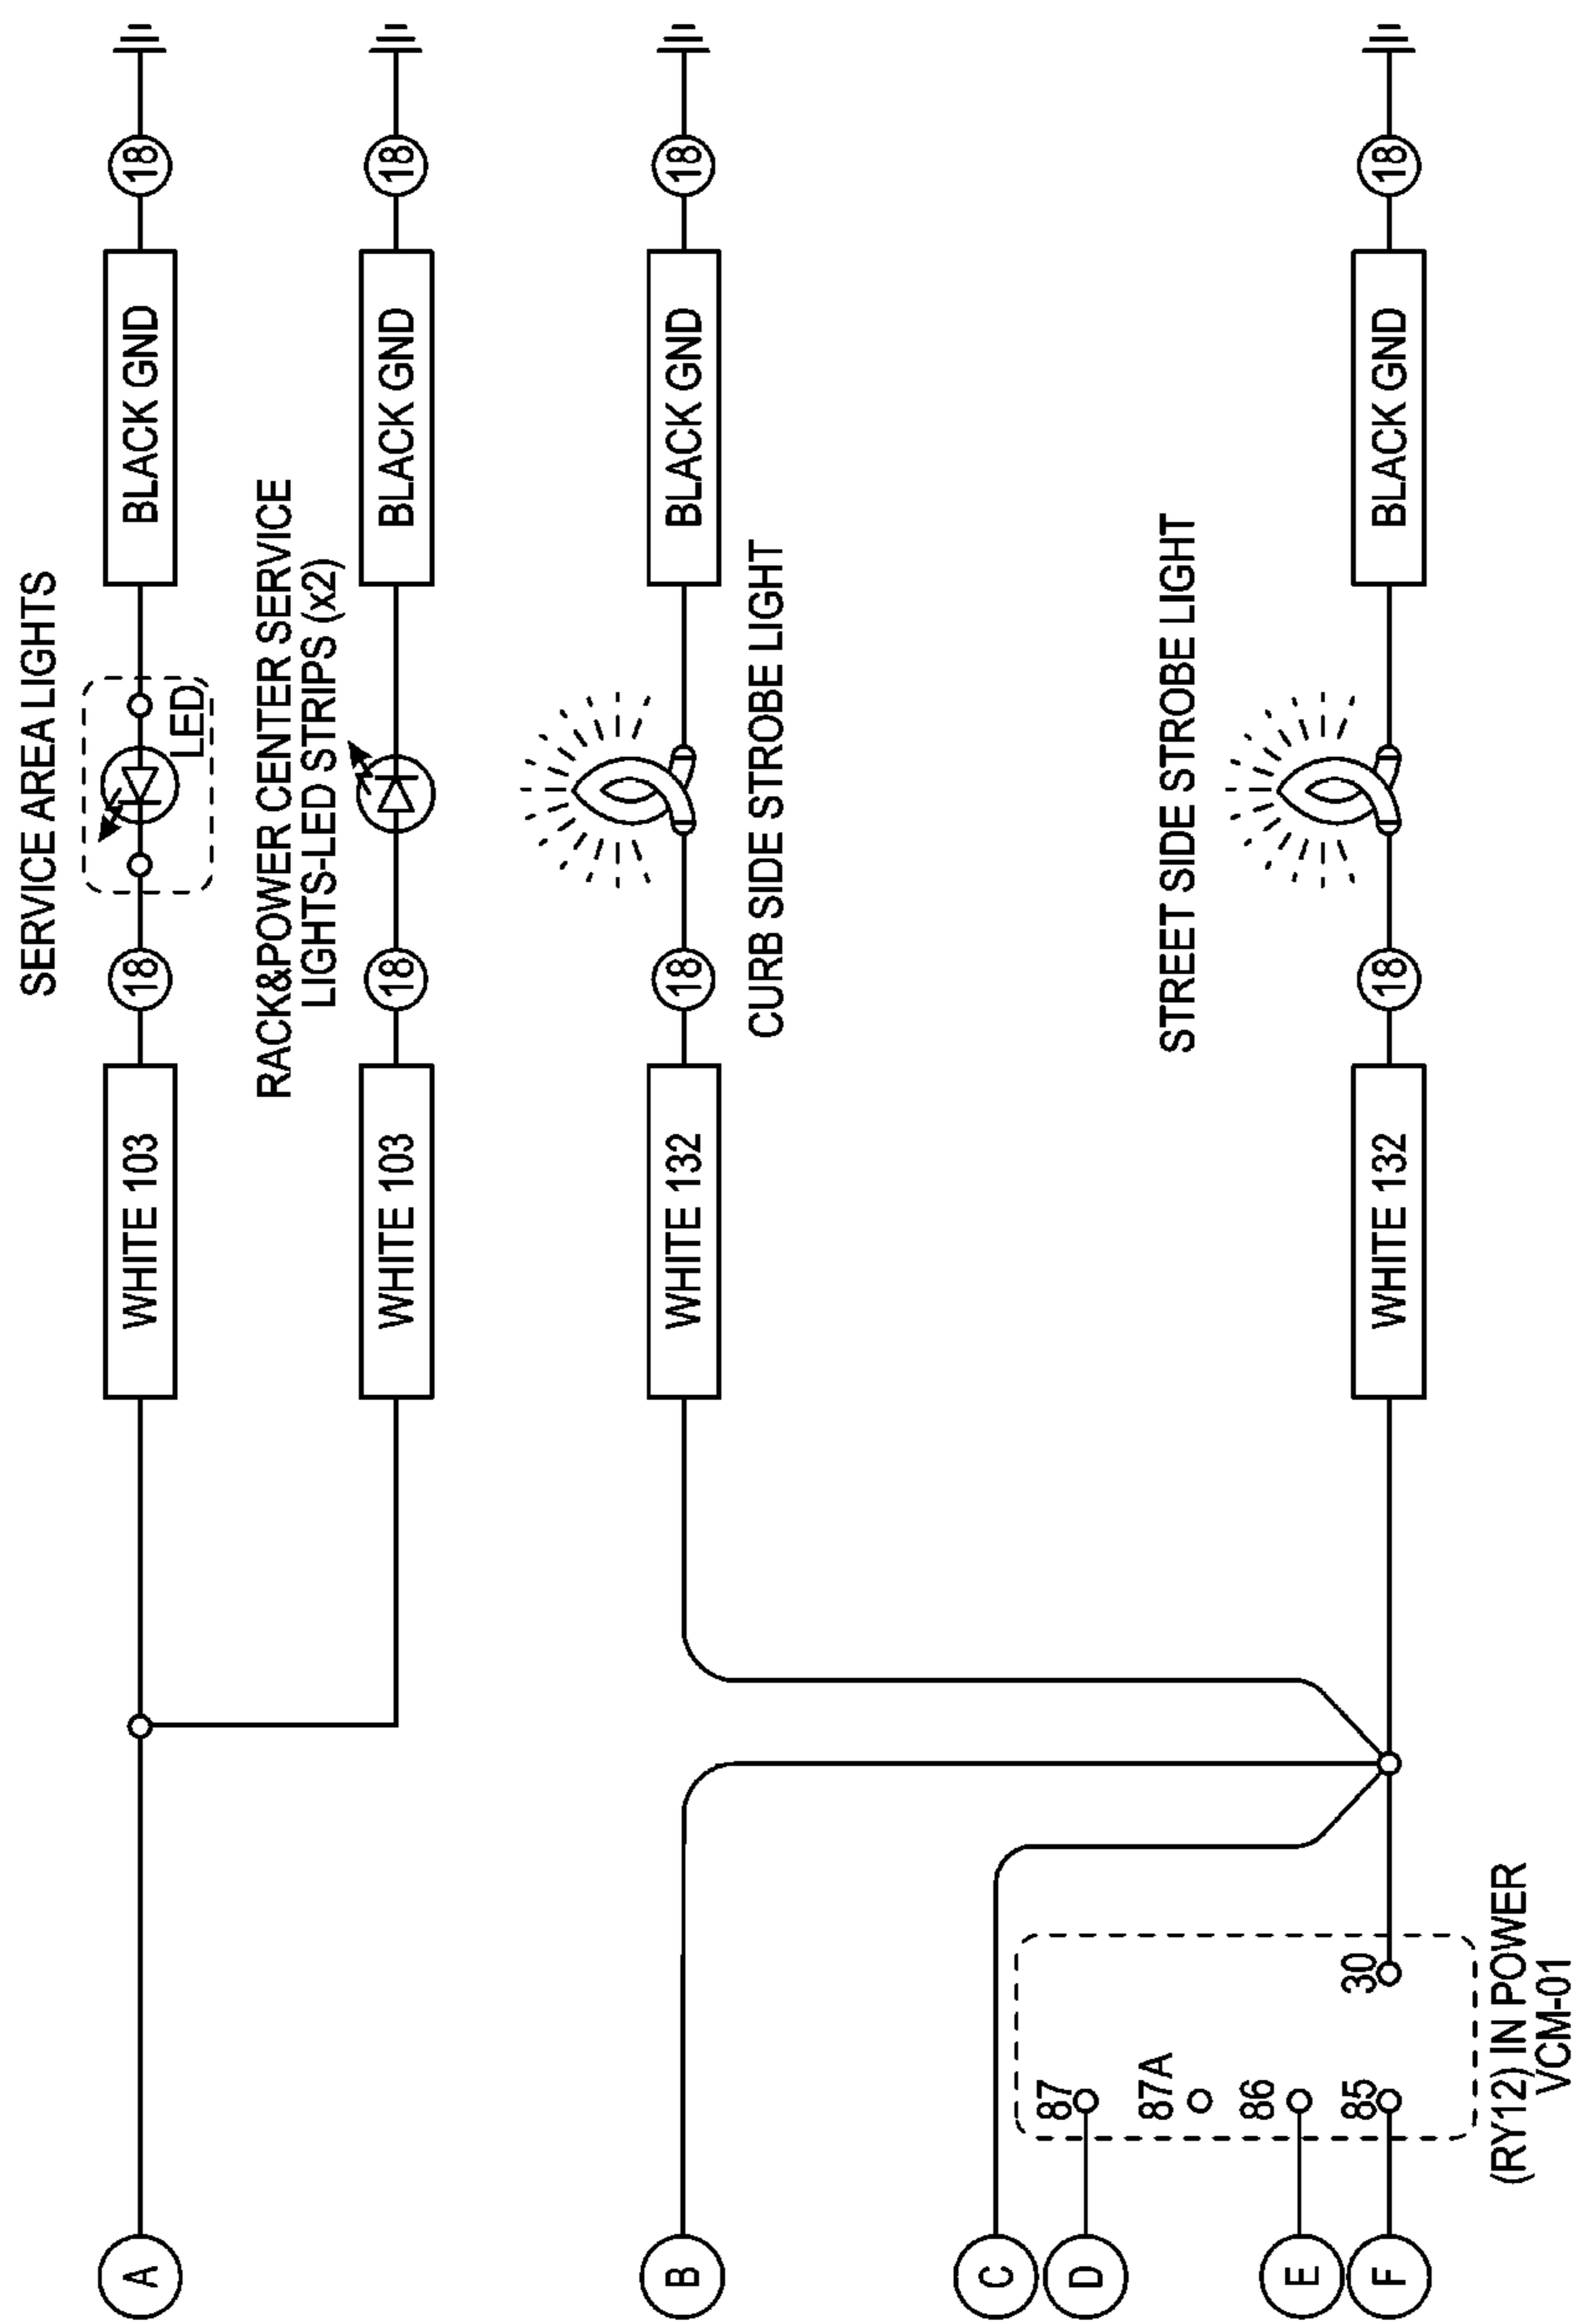 SERVICE AREA LIGHTS
A
WHITE 103
18
LED
BLACK GND
18
RACK&POWER CENTER SERVICE
LIGHTS-LED STRIPS (x2)
WHITE 103
18
BLACK GND
18
B
WHITE 132
18
BLACK GND
18
CURB SIDE STROBE LIGHT
C
D
87
87A
E
86
STREET SIDE STROBE LIGHT
F
85
30
WHITE 132
18
BLACK GND
18
(RY12) IN POWER
VCM-01